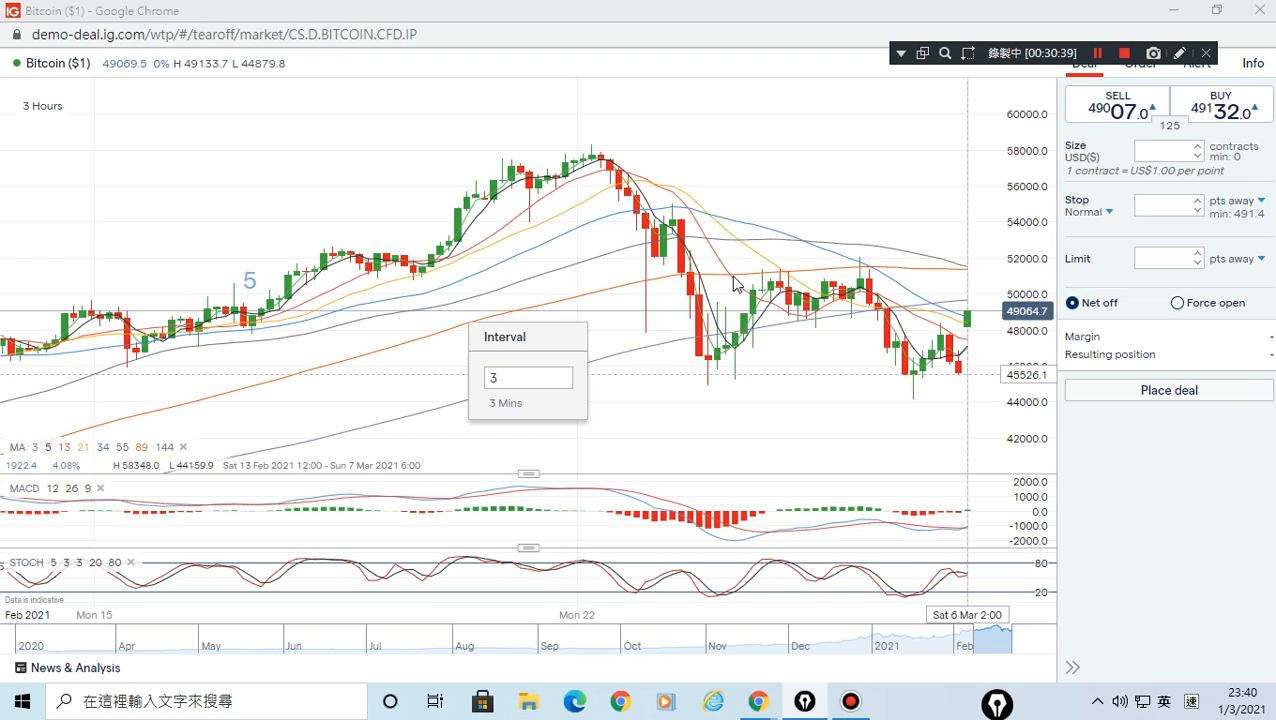 Bitcoin ($1) - Google Chrome
demo-deal.ig.com/wtp/#/tearoff/market/CS.D.BITCOIN.CFD.IP
錄製中 [00:30:39]
Bitcoin ($1) 49069.5 0% H 49133.7 L 44879.8
Deal Order Alert Info
3 Hours
60000.0
58000.0
56000.0
54000.0
52000.0
50000.0
49064.7
48000.0
46000.0
45526.1
44000.0
42000.0
5
Interval
3
3 Mins
MA 3 5 13 21 34 55 89 144
1922.4 4.08% H 58348.0 L 44159.9 Sat 13 Feb 2021 12:00 - Sun 7 Mar 2021 6:00
MACD 12 26 9
2000.0
1000.0
0.0
-1000.0
-2000.0
STOCH 5 3 3 20 80
80
20
Data is indicative
Feb 2021 Mon 15 Mon 22 Sat 6 Mar 2:00
2020 Apr May Jun Jul Aug Sep Oct Nov Dec 2021 Feb
News & Analysis
SELL
49007.0
BUY
49132.0
125
Size
USD($)
contracts
min: 0
1 contract = US$1.00 per point
Stop
Normal
pts away
min: 491.4
Limit
pts away
Net off Force open
Margin -
Resulting position -
Place deal
在這裡輸入文字來搜尋
英
23:40
1/3/2021